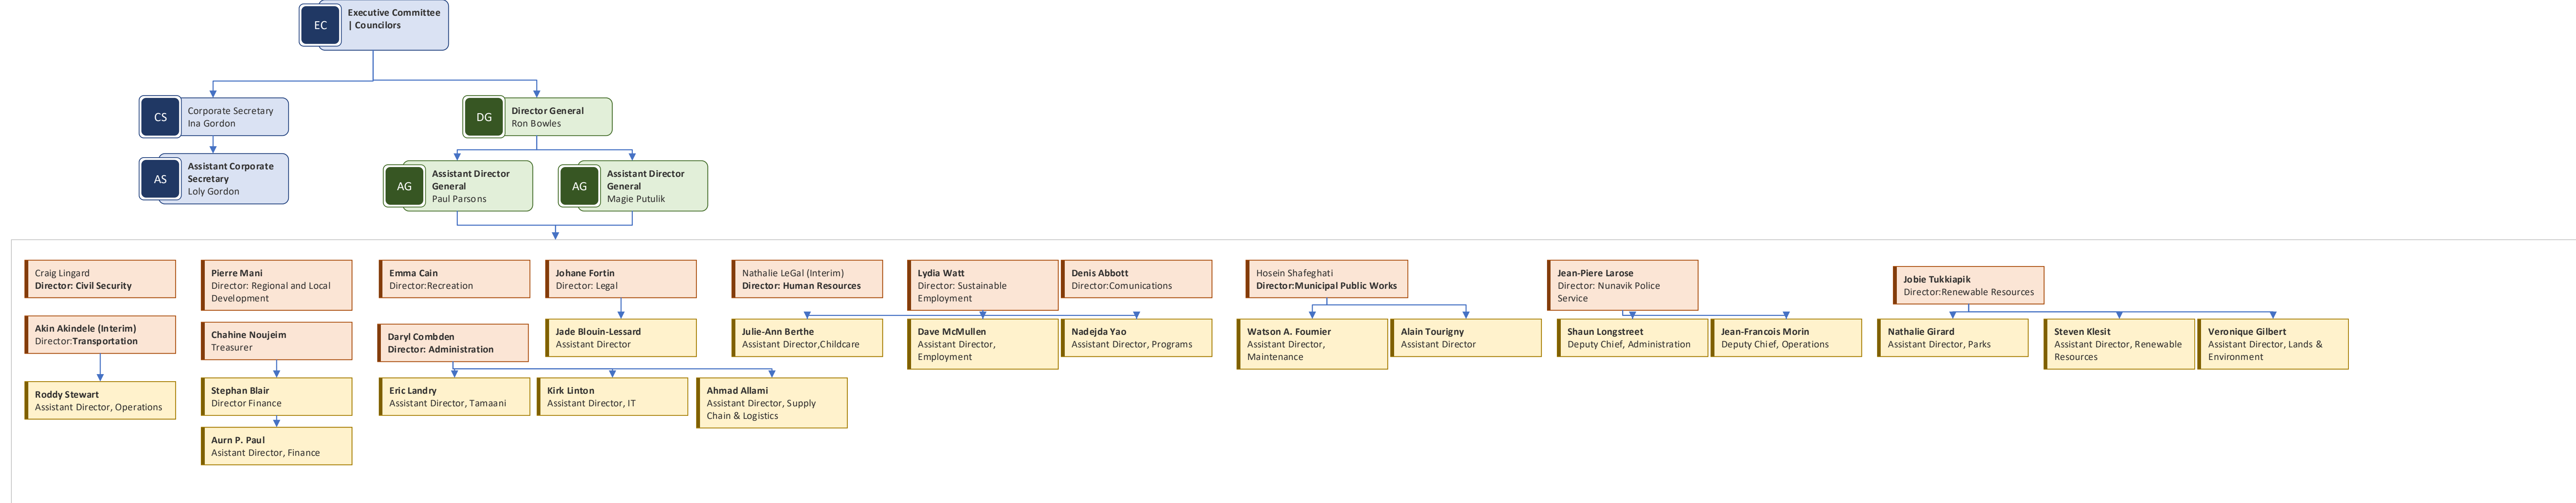 EC
Executive Committee
| Councilors
CS
Corporate Secretary
Ina Gordon
DG
Director General
Ron Bowles
AS
Assistant Corporate
Secretary
Loly Gordon
AG
Assistant Director
General
Paul Parsons
AG
Assistant Director
General
Magie Putulik
Craig Lingard
Director: Civil Security
Pierre Mani
Director: Regional and Local
Development
Emma Cain
Director:Recreation
Johane Fortin
Director: Legal
Nathalie LeGal (Interim)
Director: Human Resources
Lydia Watt
Director: Sustainable
Employment
Denis Abbott
Director:Comunications
Hosein Shafeghati
Director:Municipal Public Works
Jean-Piere Larose
Director: Nunavik Police
Service
Jobie Tukkiapik
Director:Renewable Resources
Akin Akindele (Interim)
Director:Transportation
Chahine Noujeim
Treasurer
Daryl Combden
Director: Administration
Jade Blouin-Lessard
Assistant Director
Julie-Ann Berthe
Assistant Director,Childcare
Dave McMullen
Assistant Director,
Employment
Nadejda Yao
Assistant Director, Programs
Watson A. Foumier
Assistant Director,
Maintenance
Alain Tourigny
Assistant Director
Shaun Longstreet
Deputy Chief, Administration
Jean-Francois Morin
Deputy Chief, Operations
Nathalie Girard
Assistant Director, Parks
Steven Klesit
Assistant Director, Renewable
Resources
Veronique Gilbert
Assistant Director, Lands &
Environment
Roddy Stewart
Assistant Director, Operations
Stephan Blair
Director Finance
Eric Landry
Assistant Director, Tamaani
Kirk Linton
Assistant Director, IT
Ahmad Allami
Assistant Director, Supply
Chain & Logistics
Aurn P. Paul
Asistant Director, Finance